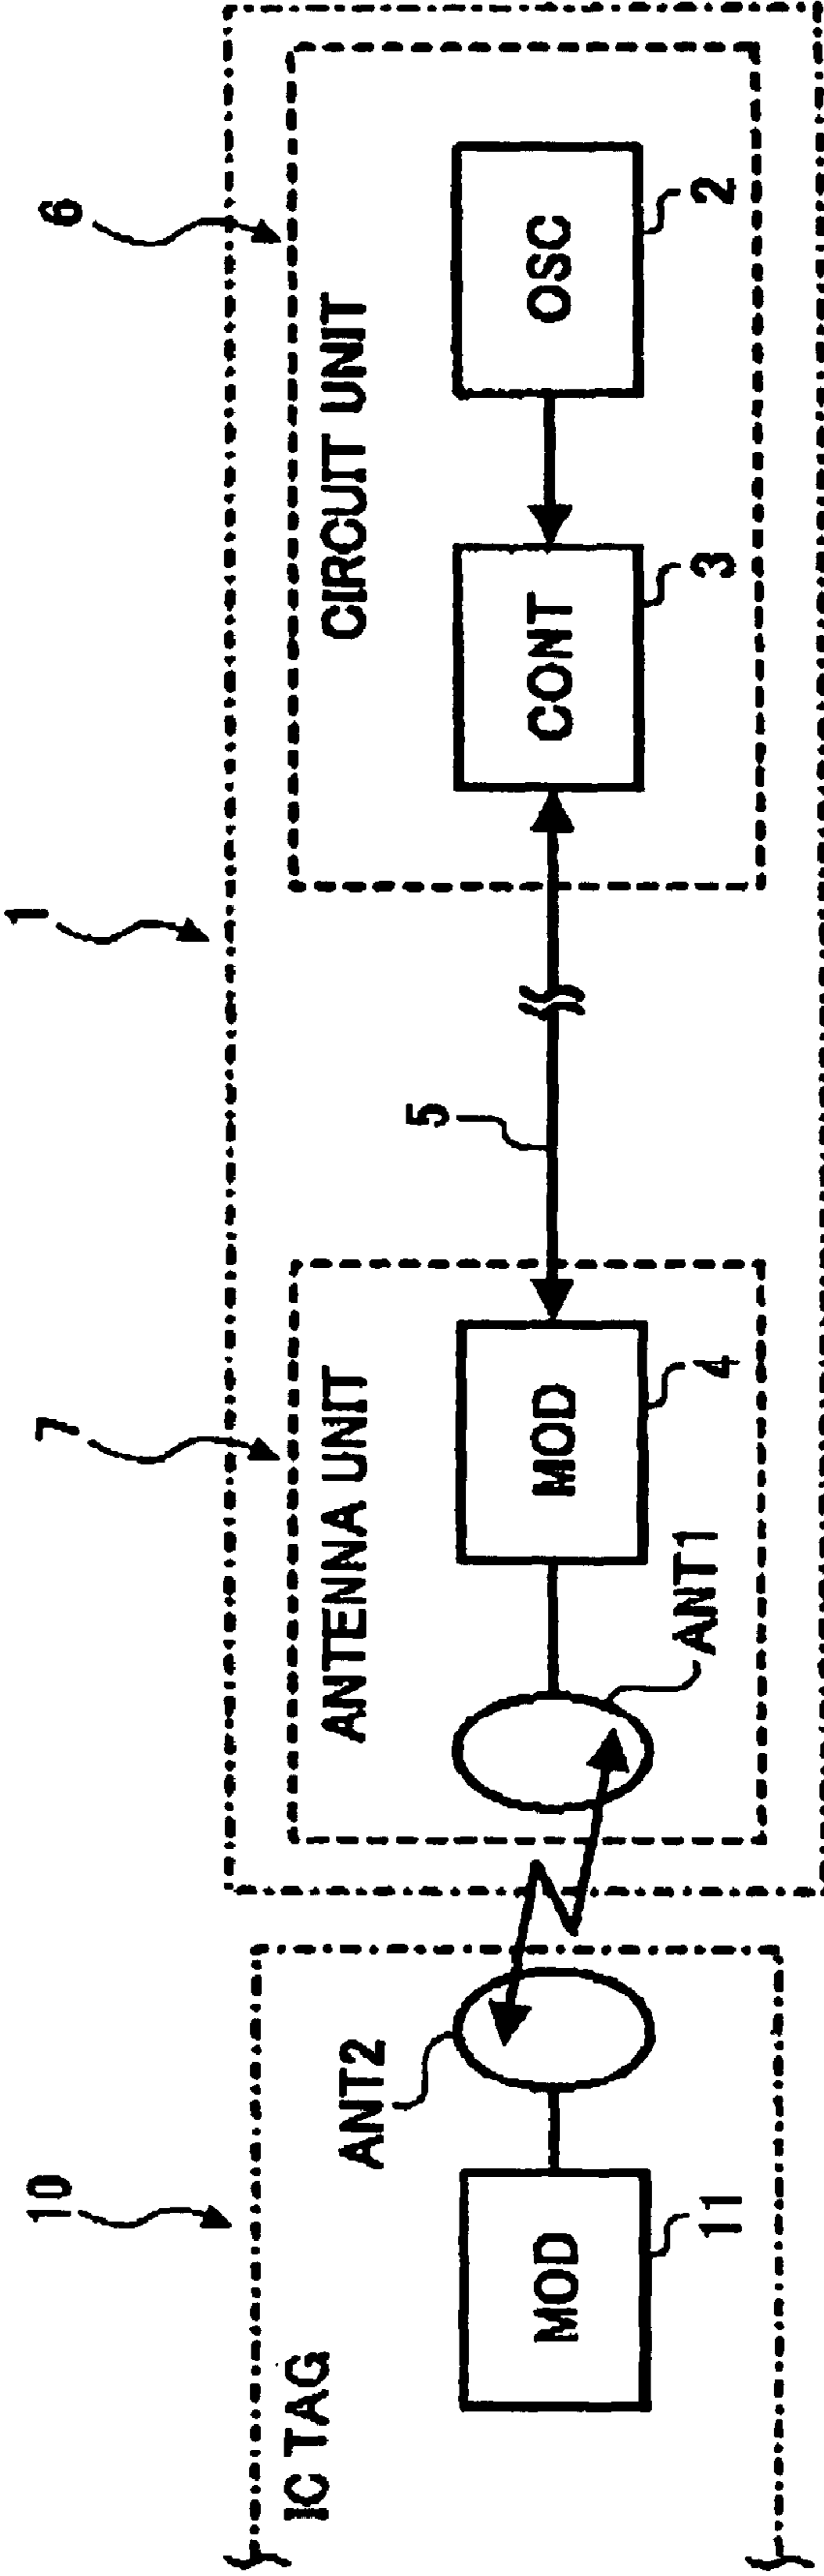 10
7
1
6
IC TAG
ANT2
MOD
11
ANTENNA UNIT
ANT1
MOD
4
5
CIRCUIT UNIT
CONT
3
OSC
2